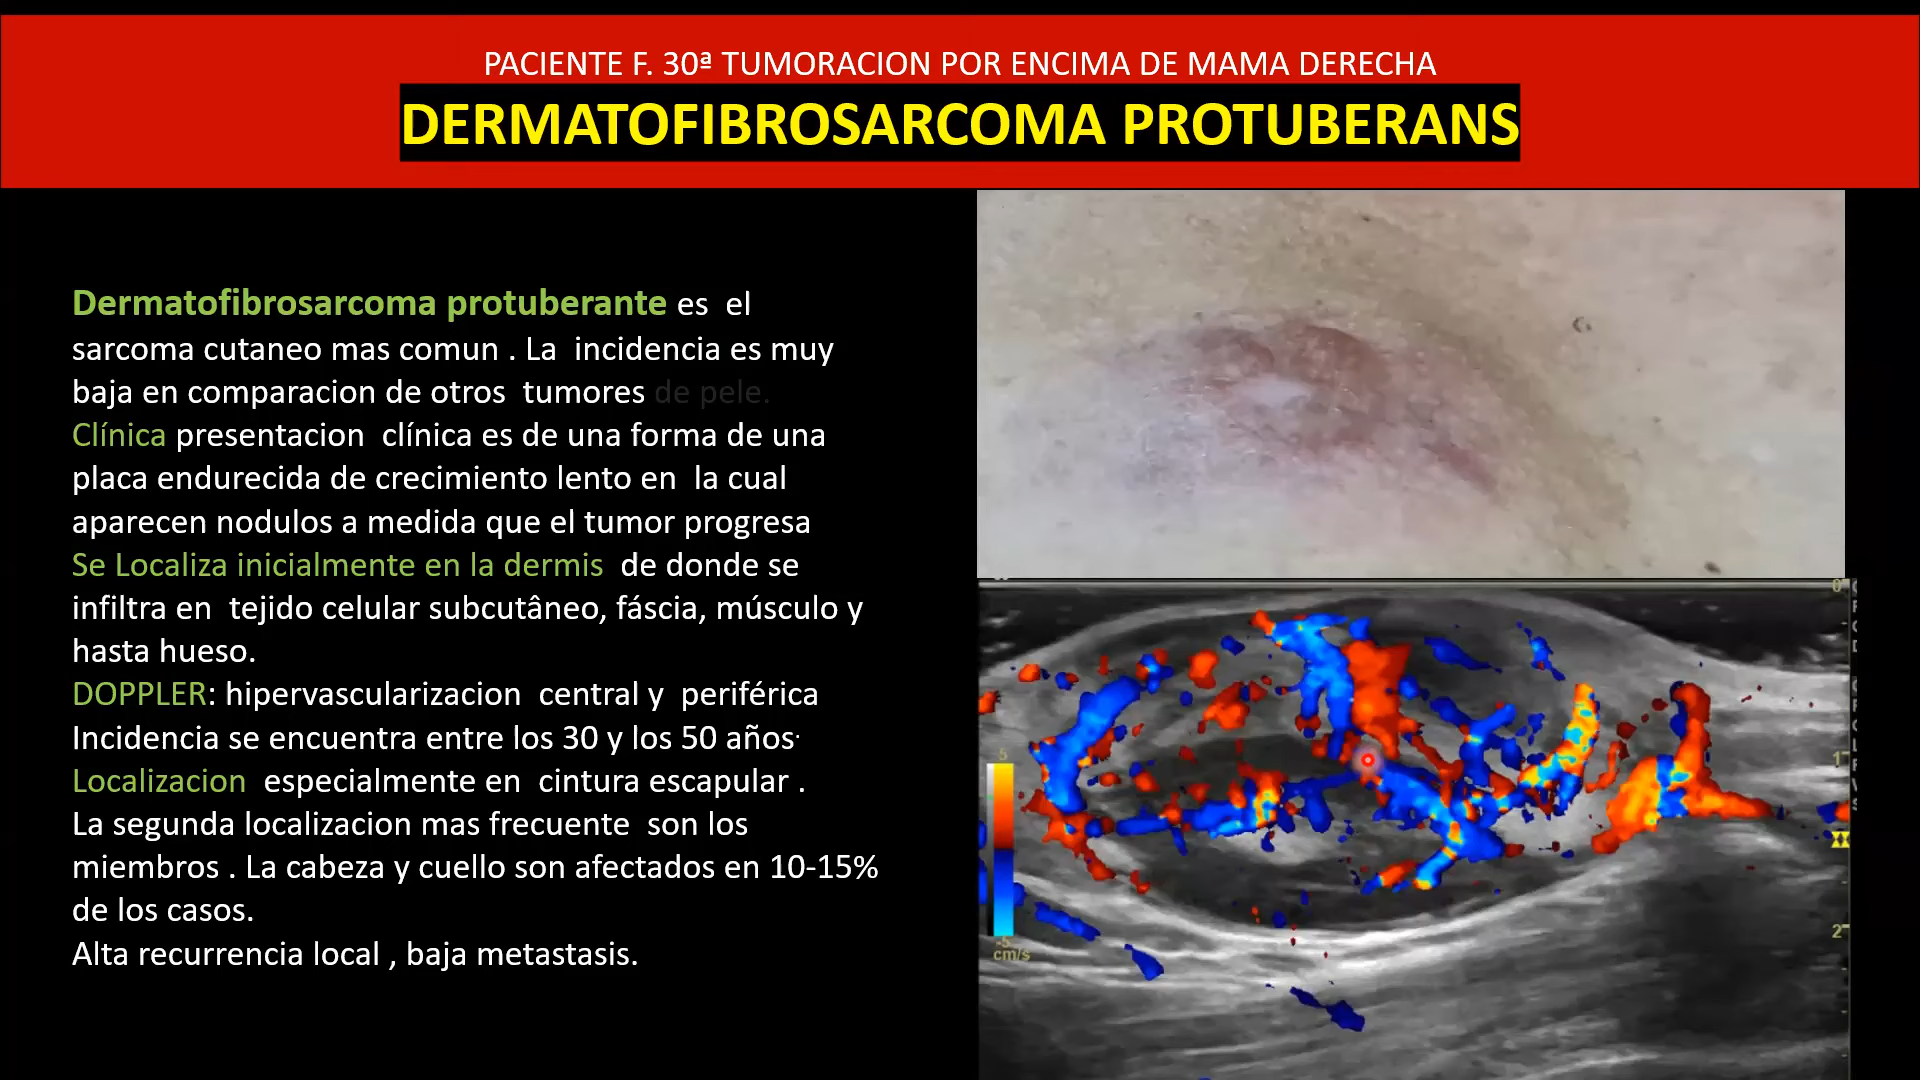 PACIENTE F. 30ª TUMORACION POR ENCIMA DE MAMA DERECHA
DERMATOFIBROSARCOMA PROTUBERANS
Dermatofibrosarcoma protuberante es el
sarcoma cutaneo mas comun . La incidencia es muy
baja en comparacion de otros tumores de pele.
Clínica presentacion clínica es de una forma de una
placa endurecida de crecimiento lento en la cual
aparecen nodulos a medida que el tumor progresa
Se Localiza inicialmente en la dermis de donde se
infiltra en tejido celular subcutâneo, fáscia, músculo y
hasta hueso.
DOPPLER: hipervascularizacion central y periférica
Incidencia se encuentra entre los 30 y los 50 años.
Localizacion especialmente en cintura escapular .
La segunda localizacion mas frecuente son los
miembros . La cabeza y cuello son afectados en 10-15%
de los casos.
Alta recurrencia local , baja metastasis.
0
5
1
-5
cm/s
2